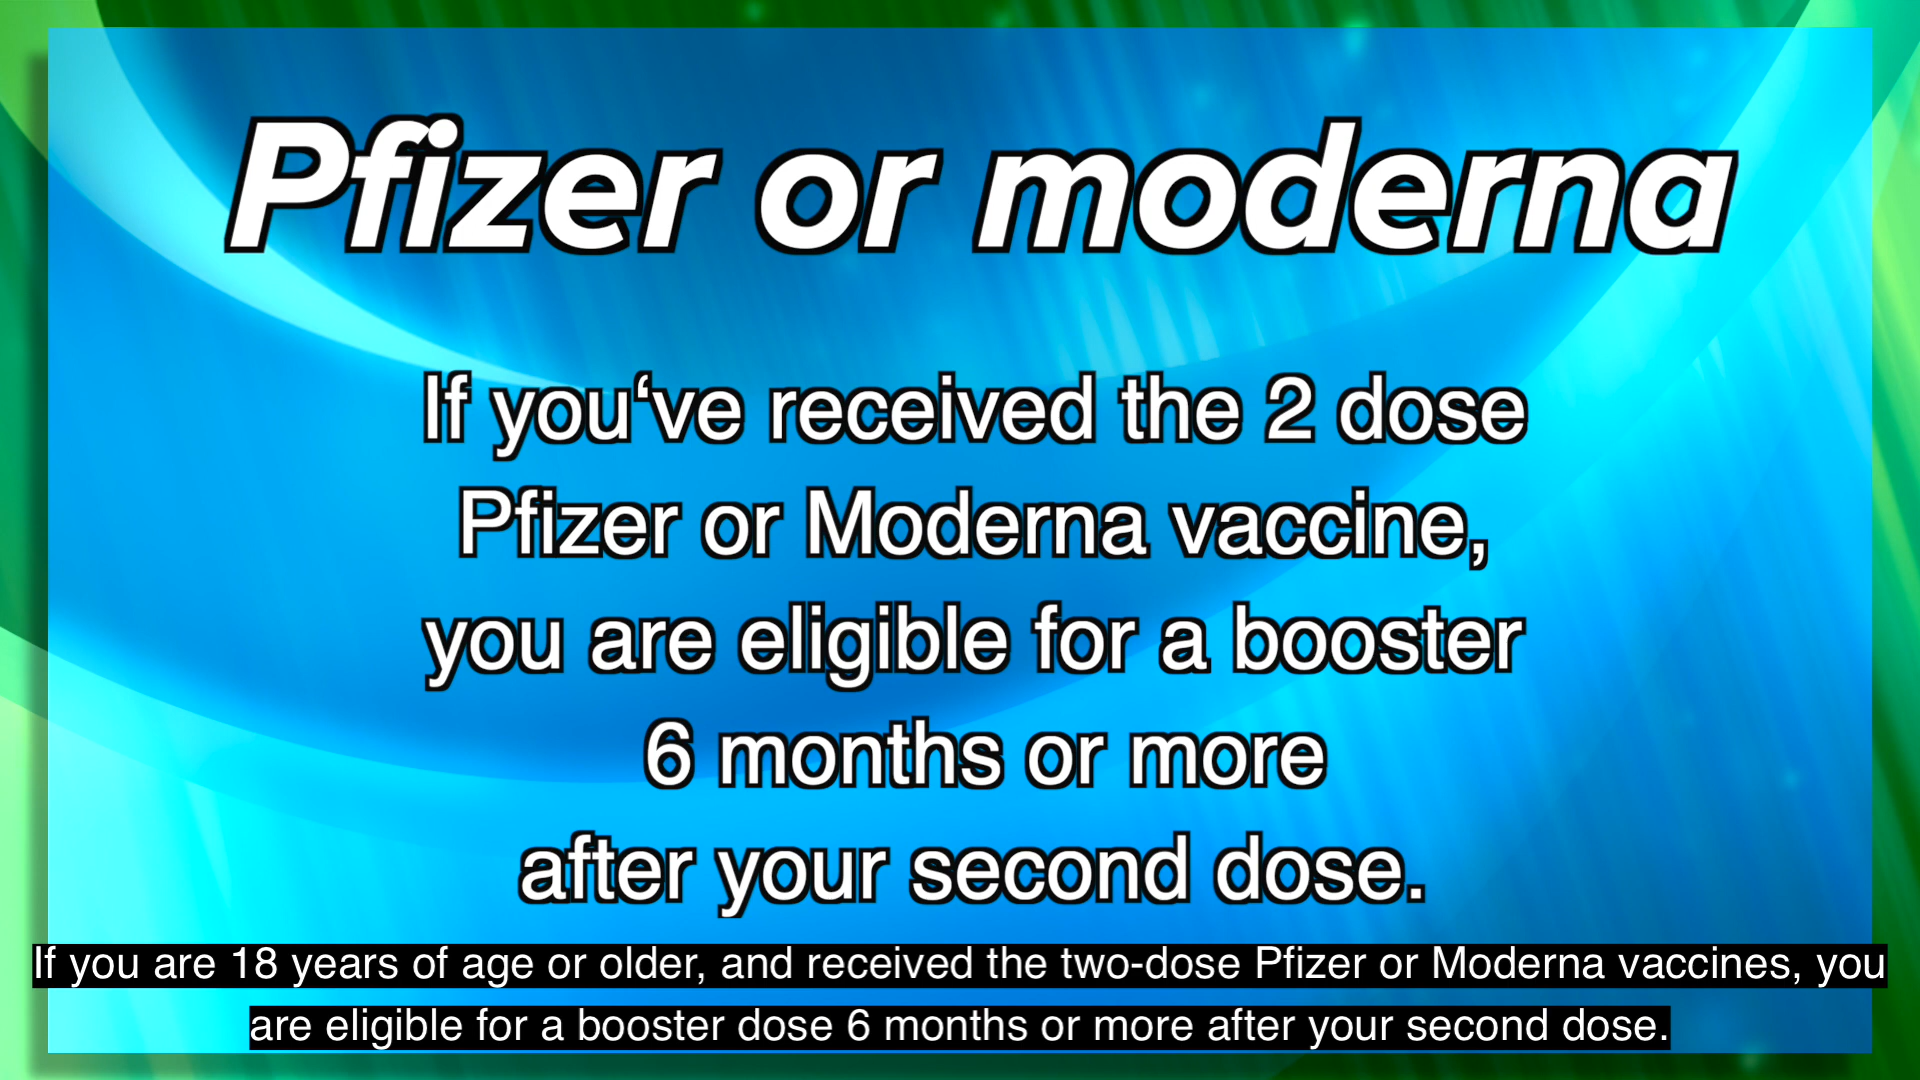 Pfizer or moderna
If you‘ve received the 2 dose
Pfizer or Moderna vaccine,
you are eligible for a booster
6 months or more
after your second dose.
If you are 18 years of age or older, and received the two-dose Pfizer or Moderna vaccines, you
are eligible for a booster dose 6 months or more after your second dose.